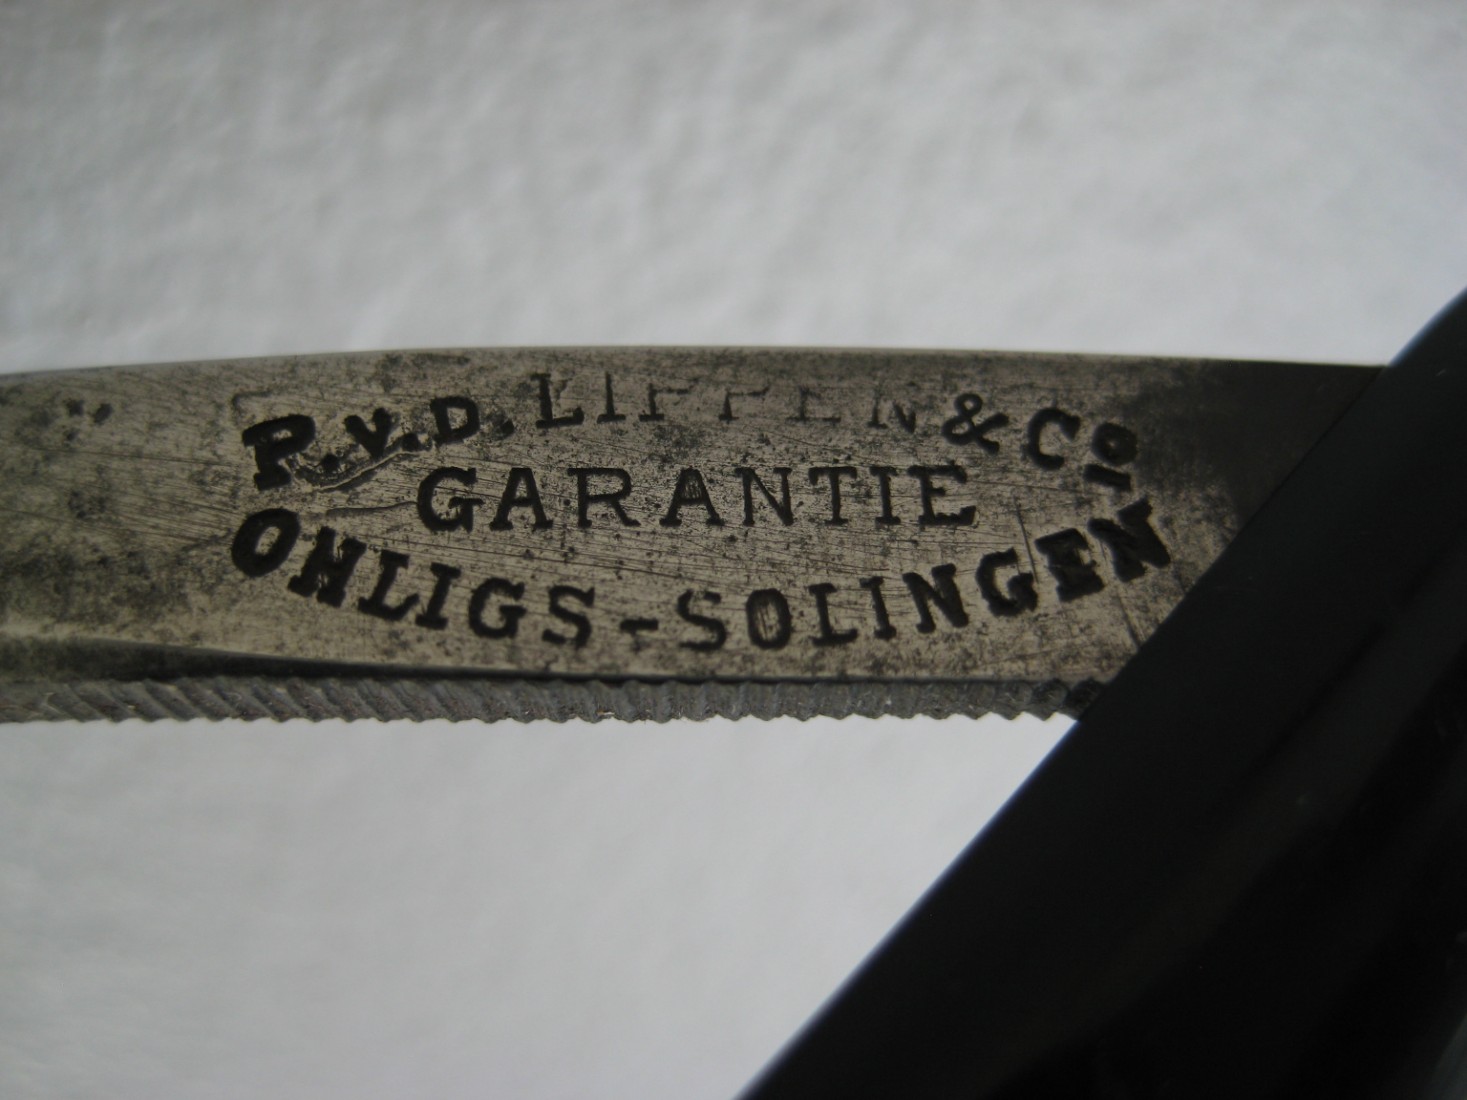 P. v. D. LIPPEN & Co
GARANTIE
OHLIGS-SOLINGEN